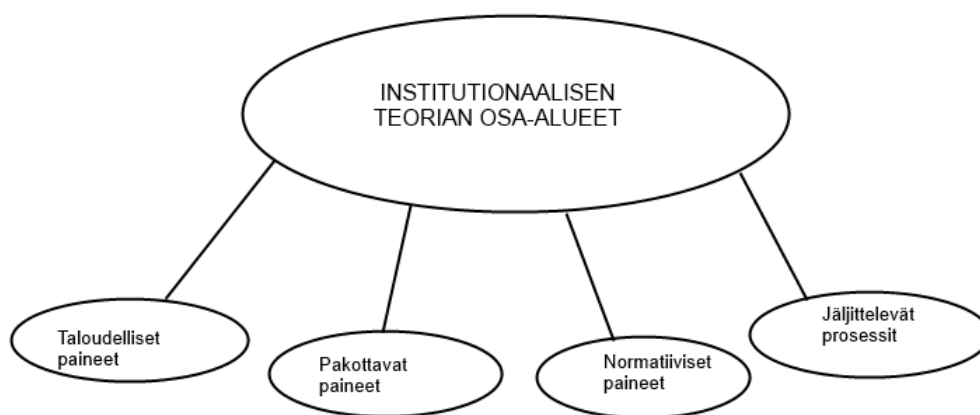 INSTITUTIONAALISEN
TEORIAN OSA-ALUEET
Taloudelliset
paineet
Pakottavat
paineet
Normatiiviset
paineet
Jäljittelevät
prosessit